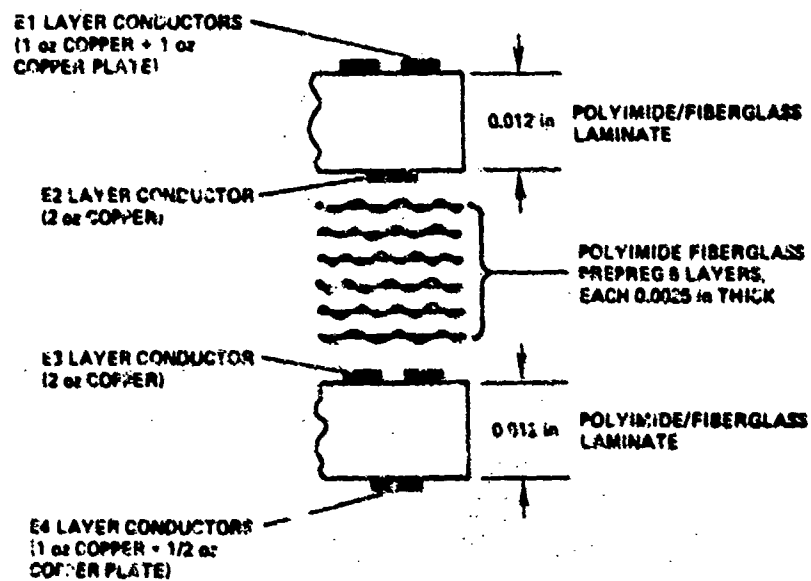 E1 LAYER CONDUCTORS
(1 oz COPPER + 1 oz
COPPER PLATE)
0.012 in
POLYIMIDE/FIBERGLASS
LAMINATE
E2 LAYER CONDUCTOR
(2 oz COPPER)
POLYIMIDE FIBERGLASS
PREPREG 6 LAYERS,
EACH 0.0025 in THICK
E3 LAYER CONDUCTOR
(2 oz COPPER)
in
POLYIMIDE/FIBERGLASS
LAMINATE
E4 LAYER CONDUCTORS
(1 oz COPPER + 1/2 oz
COPPER PLATE)